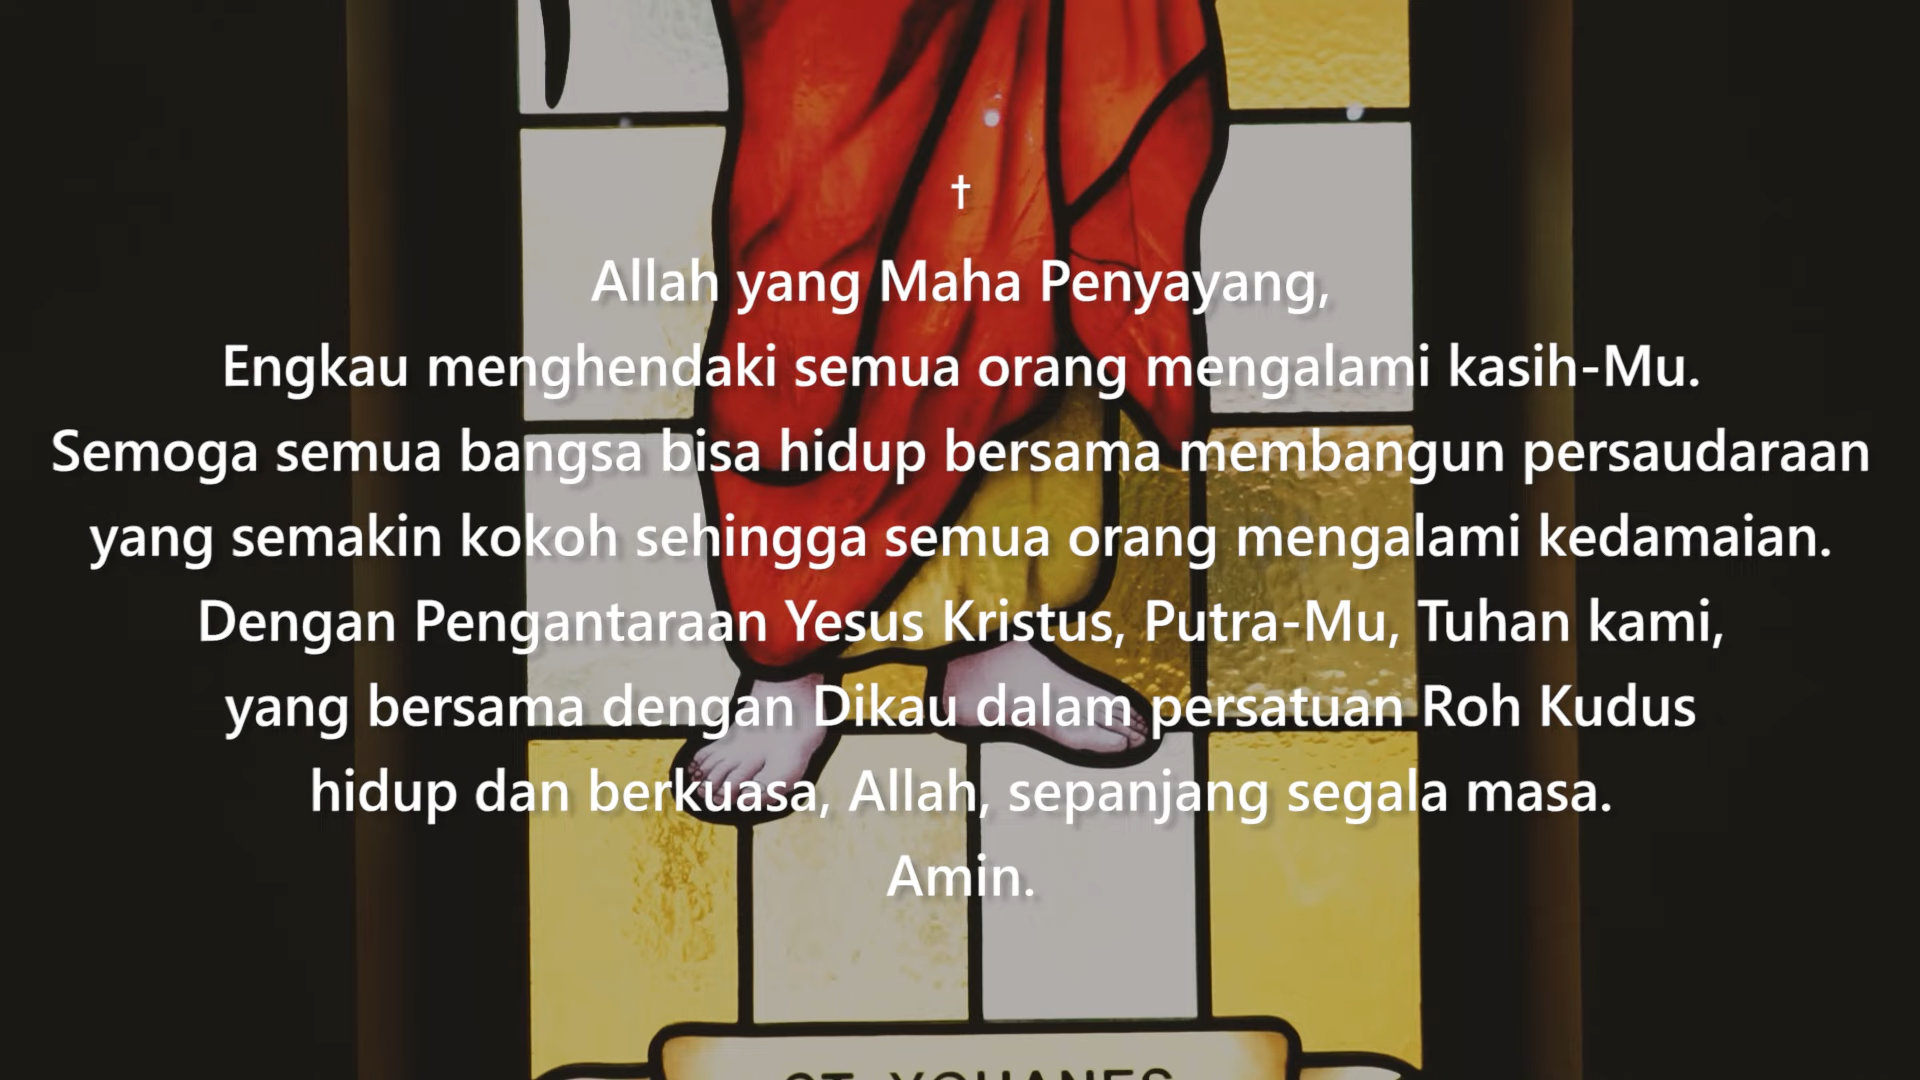 †
Allah yang Maha Penyayang,
Engkau menghendaki semua orang mengalami kasih-Mu.
Semoga semua bangsa bisa hidup bersama membangun persaudaraan
yang semakin kokoh sehingga semua orang mengalami kedamaian.
Dengan Pengantaraan Yesus Kristus, Putra-Mu, Tuhan kami,
yang bersama dengan Dikau dalam persatuan Roh Kudus
hidup dan berkuasa, Allah, sepanjang segala masa.
Amin.
ST. YOHANES